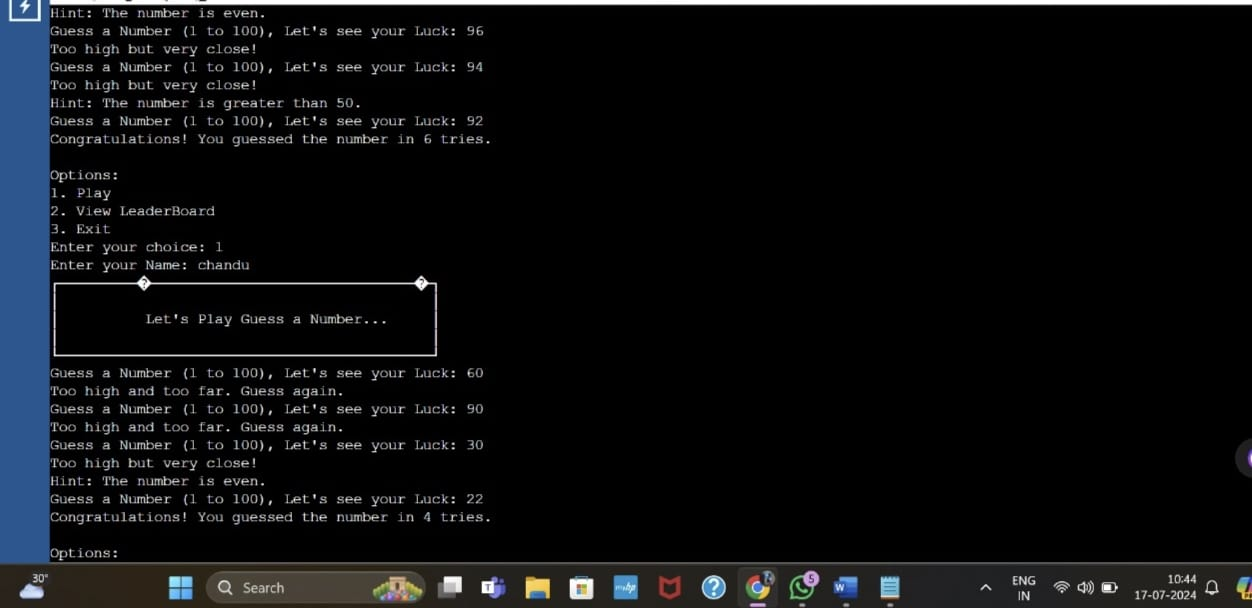 Hint: The number is even.
Guess a Number (1 to 100), Let's see your Luck: 96
Too high but very close!
Guess a Number (1 to 100), Let's see your Luck: 94
Too high but very close!
Hint: The number is greater than 50.
Guess a Number (1 to 100), Let's see your Luck: 92
Congratulations! You guessed the number in 6 tries.
Options:
1. Play
2. View LeaderBoard
3. Exit
Enter your choice: 1
Enter your Name: chandu
Let's Play Guess a Number...
Guess a Number (1 to 100), Let's see your Luck: 60
Too high and too far. Guess again.
Guess a Number (1 to 100), Let's see your Luck: 90
Too high and too far. Guess again.
Guess a Number (1 to 100), Let's see your Luck: 30
Too high but very close!
Hint: The number is even.
Guess a Number (1 to 100), Let's see your Luck: 22
Congratulations! You guessed the number in 4 tries.
Options:
30°
Search
myhp
5
W
ENG
IN
10:44
17-07-2024